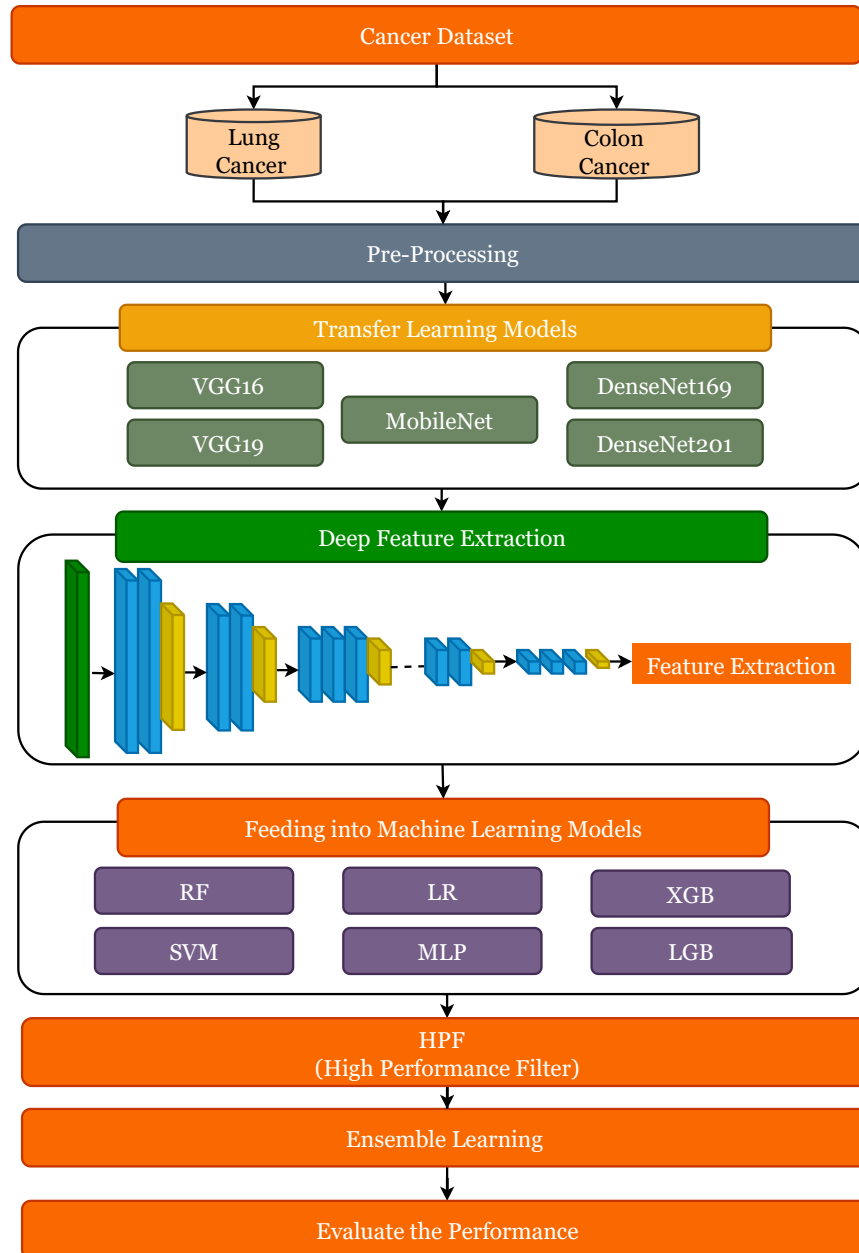 Cancer Dataset
Lung
Cancer
Colon
Cancer
Pre-Processing
Transfer Learning Models
VGG16
DenseNet169
MobileNet
VGG19
DenseNet201
Deep Feature Extraction
Feature Extraction
Feeding into Machine Learning Models
RF
LR
XGB
SVM
MLP
LGB
HPF
(High Performance Filter)
Ensemble Learning
Evaluate the Performance